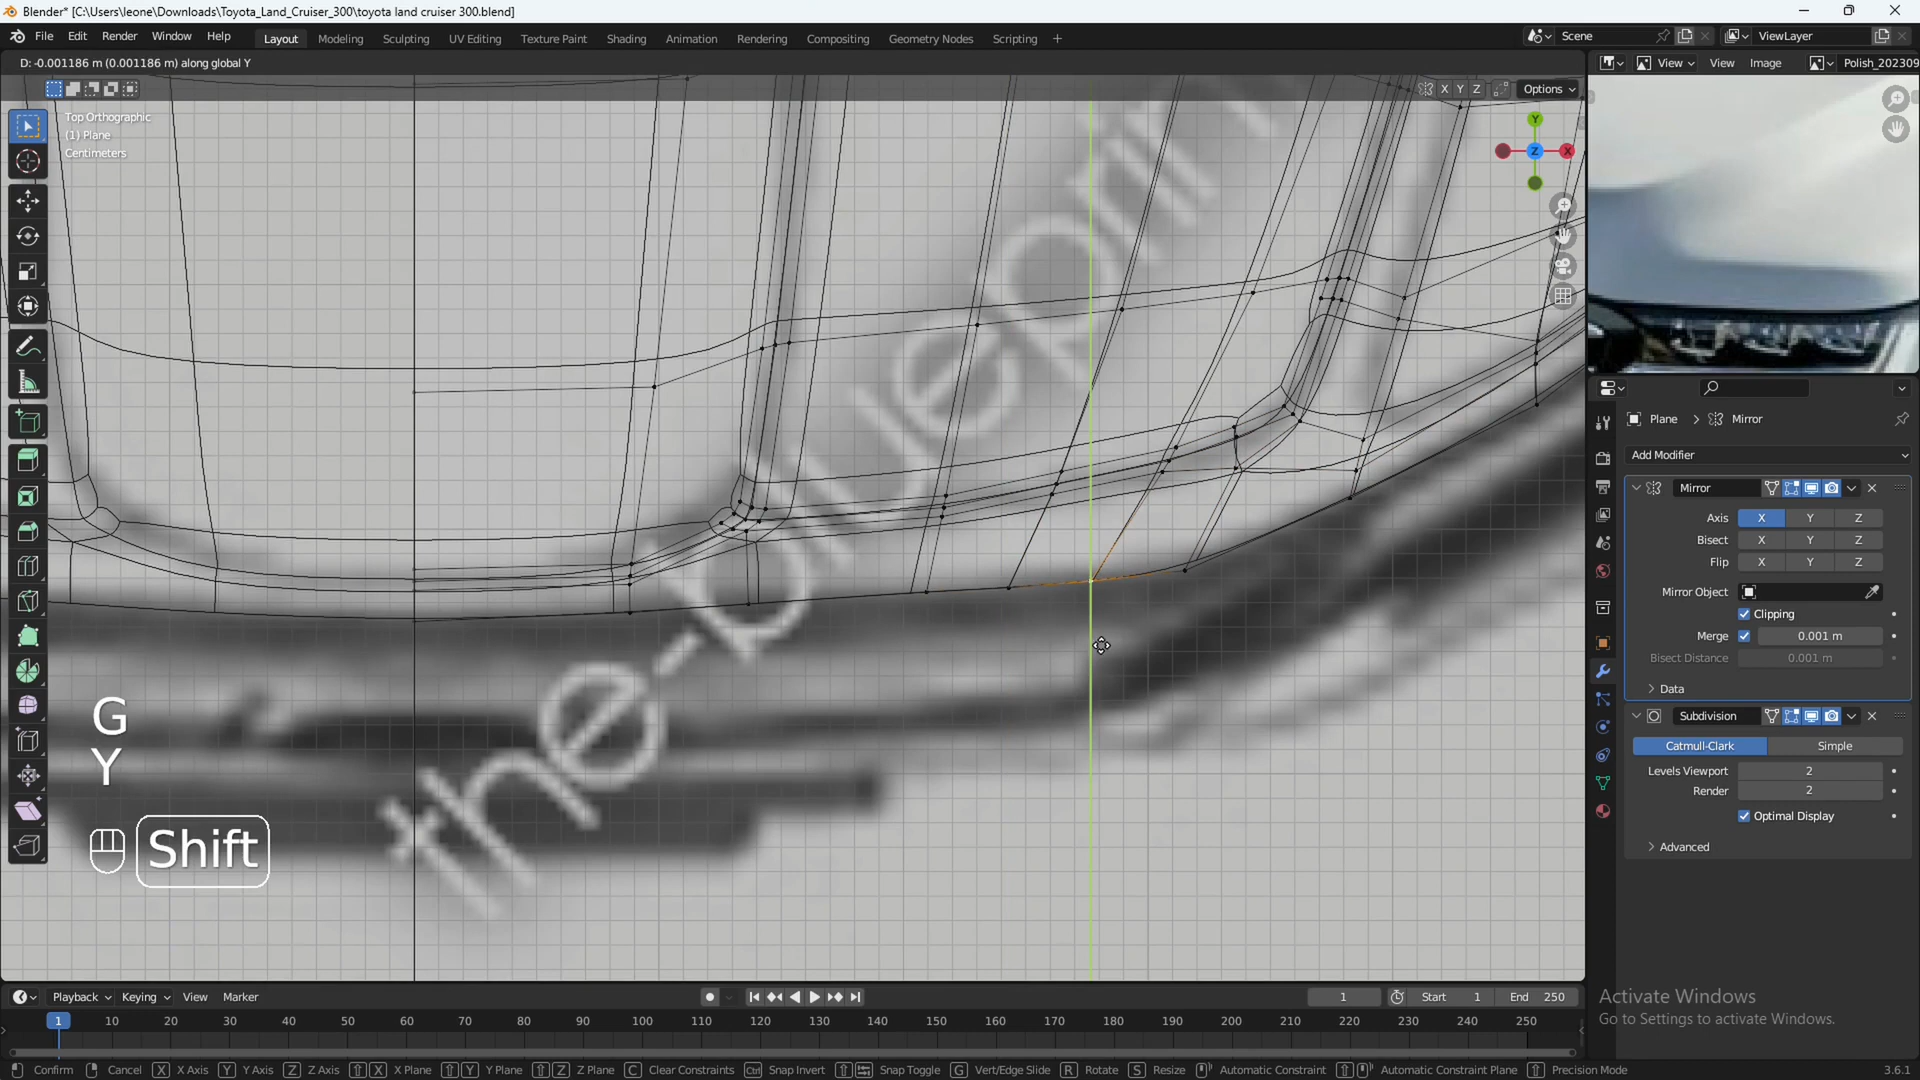 Blender* [C:\Users\leone\Downloads\Toyota_Land_Cruiser_300\toyota land cruiser 300.blend]
File Edit Render Window Help Layout Modeling Sculpting UV Editing Texture Paint Shading Animation Rendering Compositing Geometry Nodes Scripting + Scene ViewLayer
D: -0.001186 m (0.001186 m) along global Y
View View Image Polish_202309
X Y Z Options
Top Orthographic
(1) Plane
Centimeters
Y
Z X
the-blueprin
Plane > Mirror
Add Modifier
Mirror
Axis X Y Z
Bisect X Y Z
Flip X Y Z
Mirror Object
Clipping
Merge 0.001 m
Bisect Distance 0.001 m
Data
Subdivision
Catmull-Clark Simple
Levels Viewport 2
Render 2
Optimal Display
Advanced
G
Y
Shift
Playback Keying View Marker 1 Start 1 End 250
1 10 20 30 40 50 60 70 80 90 100 110 120 130 140 150 160 170 180 190 200 210 220 230 240 250
Activate Windows
Go to Settings to activate Windows.
Confirm Cancel X X Axis Y Y Axis Z Z Axis X X Plane Y Y Plane Z Z Plane C Clear Constraints Ctrl Snap Invert Snap Toggle G Vert/Edge Slide R Rotate S Resize Automatic Constraint Automatic Constraint Plane Precision Mode 3.6.1